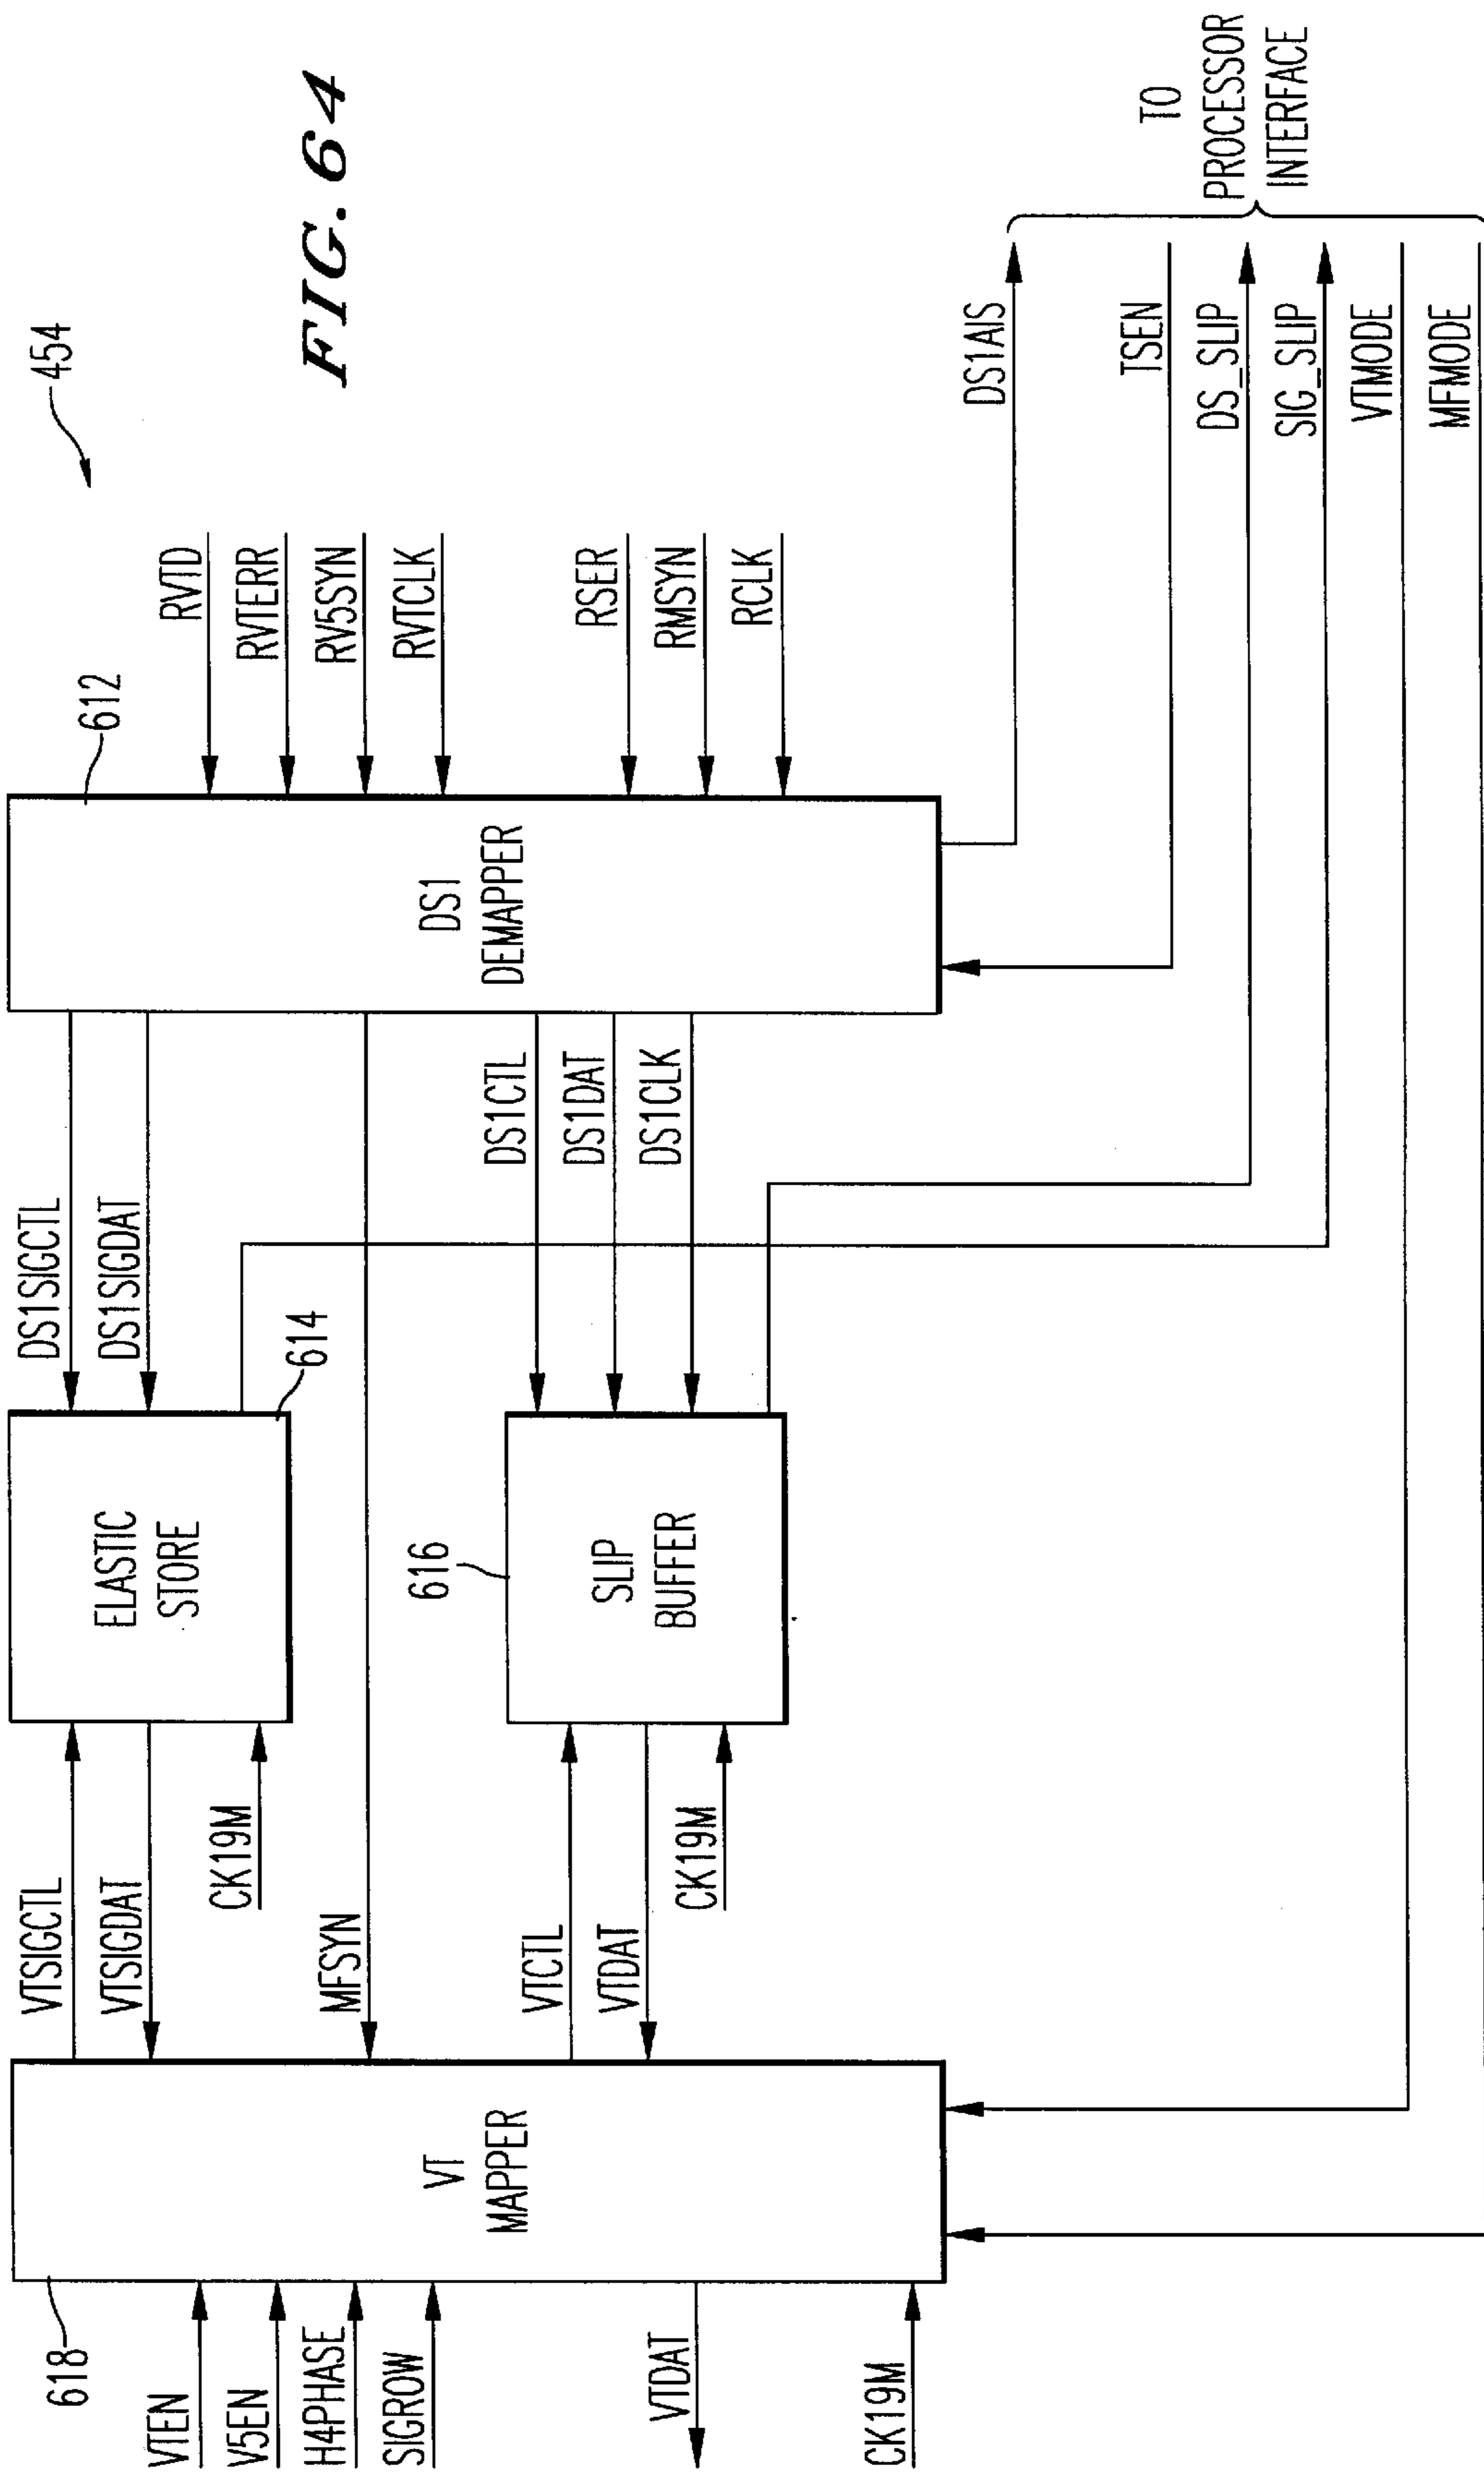 FIG. 64
454
618
VTEN
V5EN
H4PHASE
SIGROW
VTDAT
CK19M
VT
MAPPER
VTSIGCTL
VTSIGDAT
CK19M
MFSYN
VTCTL
VTDAT
CK19M
ELASTIC
STORE
614
616
SLIP
BUFFER
DS1SIGCTL
DS1SIGDAT
DS1CTL
DS1DAT
DS1CLK
612
DS1
DEMAPPER
RVTD
RVTERR
RV5SYN
RVTCLK
RSER
RMSYN
RCLK
DS1AIS
TSEN
DS_SLIP
SIG_SLIP
VTMODE
MFMODE
TO
PROCESSOR
INTERFACE